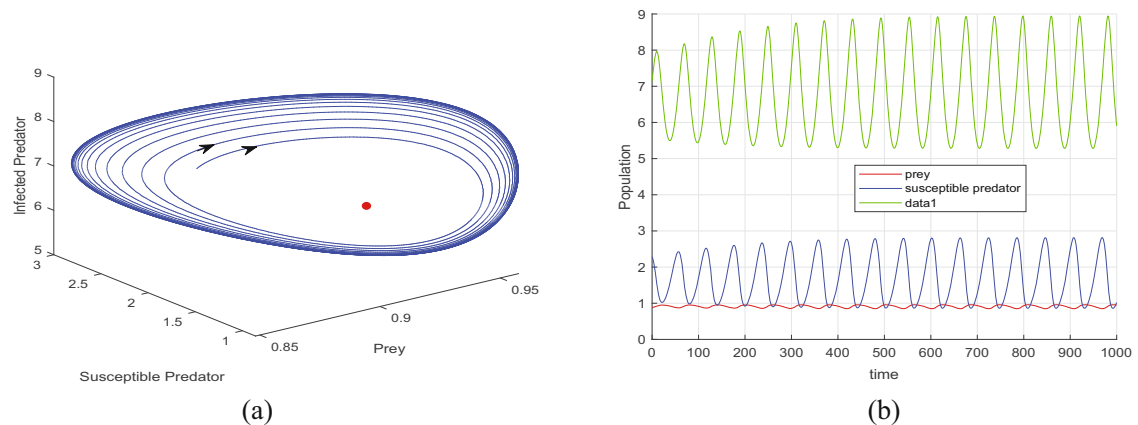 9
8
7
6
5
Infected Predator
3
2.5
2
1.5
1
Susceptible Predator
0.85
0.9
0.95
Prey
(a)
9
8
7
6
5
4
3
2
1
0
Population
prey
susceptible predator
data1
0 100 200 300 400 500 600 700 800 900 1000
time
(b)